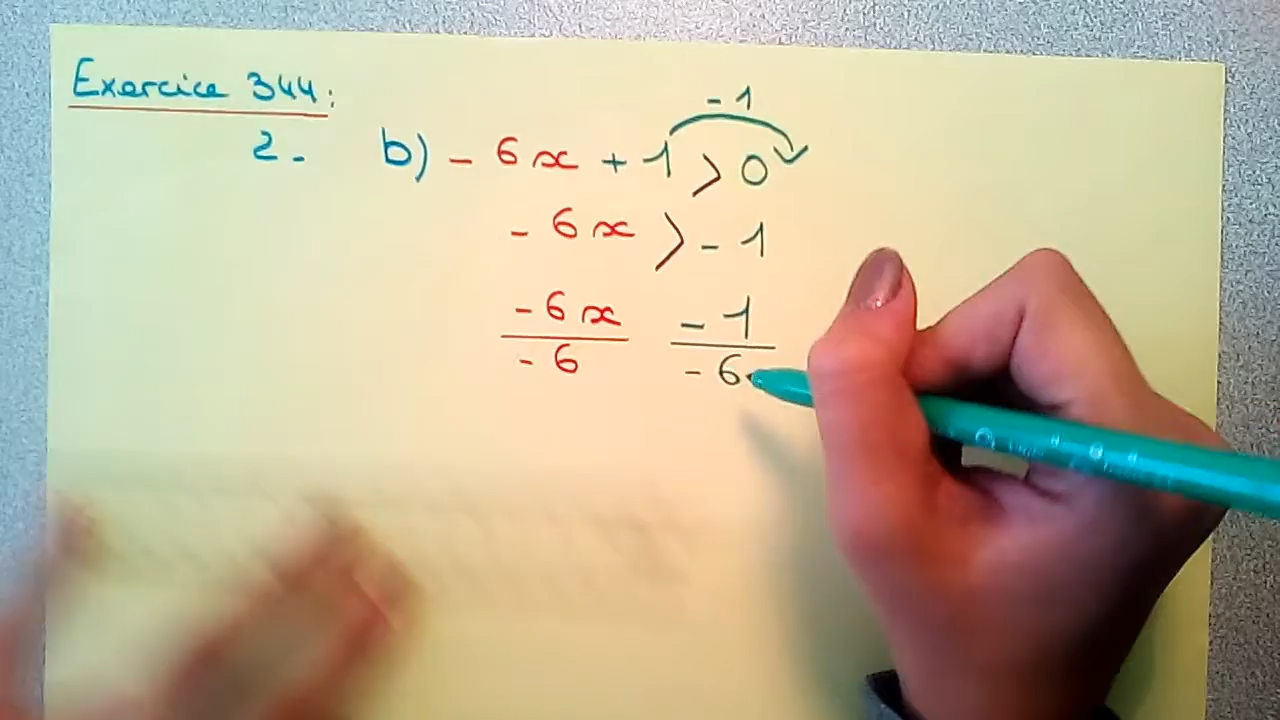 Exercice 344:
-1
2. b) - 6x + 1 > 0
- 6x > - 1
- 6x - 1
- 6 - 6